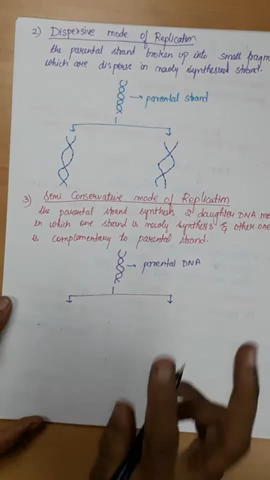 2) Dispersive mode of Replication
the parental strand broken up into small fragm
which are disperse in newly synthesized strand.
→ parental strand
3) Semi Conservative mode of Replication
the parental strand synthesis 2 daughter DNA mo
in which one strand is newly synthesis & other one
is complementary to parental strand.
→ parental DNA